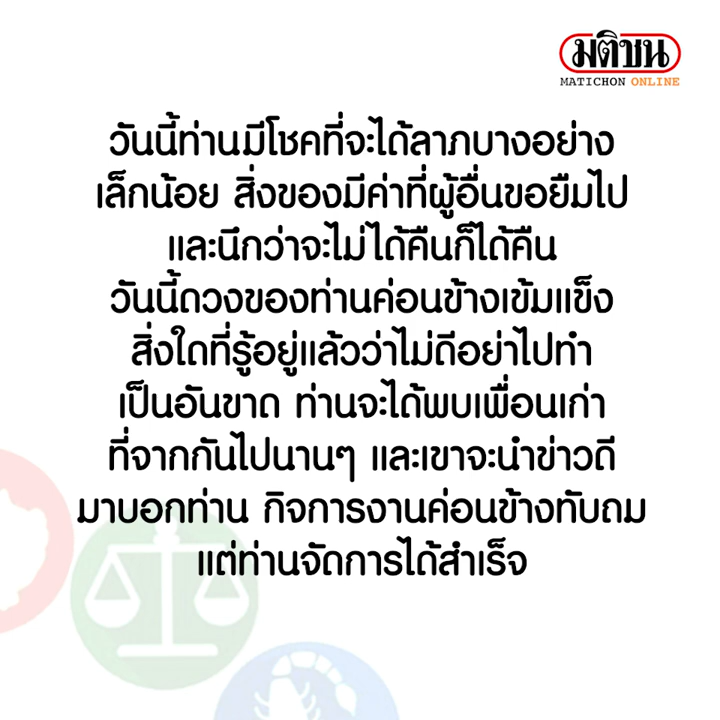 มติชน
MATICHON ONLINE
วันนี้ท่านมีโชคที่จะได้ลาภบางอย่าง
เล็กน้อย สิ่งของมีค่าที่ผู้อื่นขอยืมไป
และนึกว่าจะไม่ได้คืนก็ได้คืน
วันนี้ดวงของท่านค่อนข้างเข้มแข็ง
สิ่งใดที่รู้อยู่แล้วว่าไม่ดีอย่าไปทำ
เป็นอันขาด ท่านจะได้พบเพื่อนเก่า
ที่จากกันไปนานๆ และเขาจะนำข่าวดี
มาบอกท่าน กิจการงานค่อนข้างทับถม
แต่ท่านจัดการได้สำเร็จ